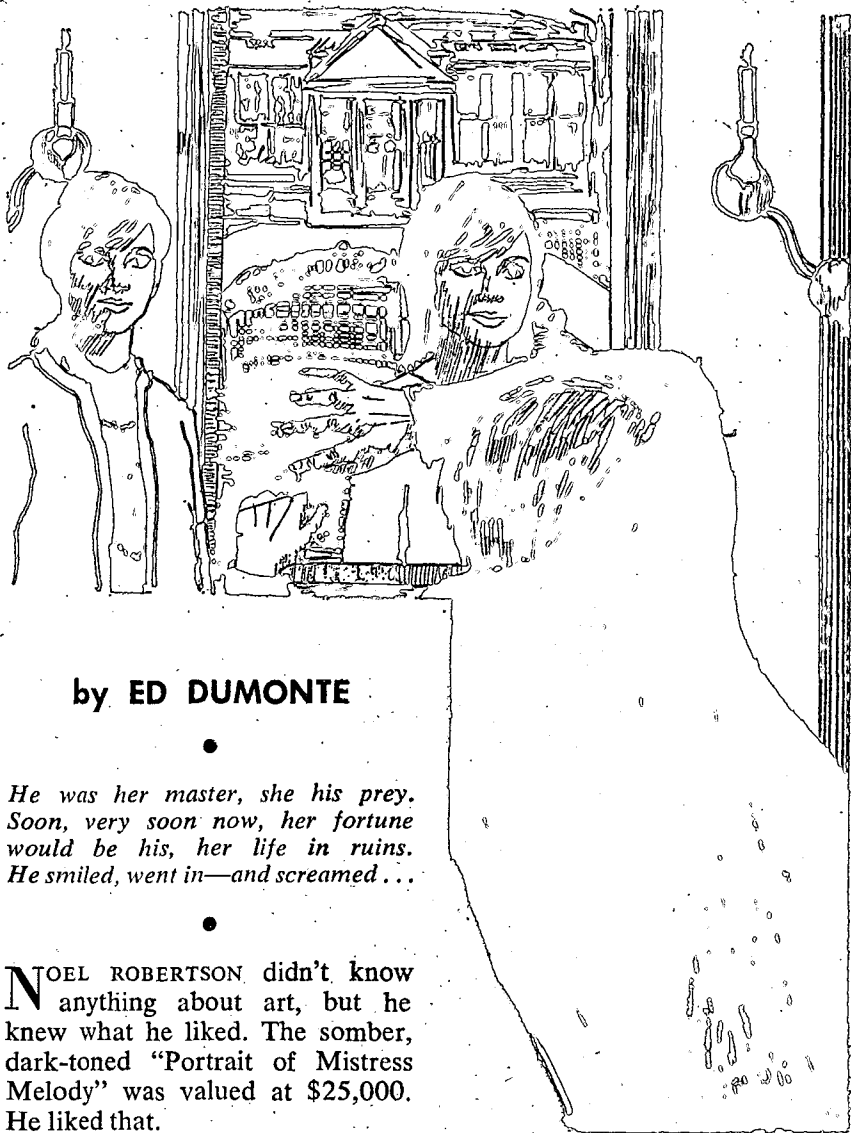 by ED DUMONTE
He was her master, she his prey.
Soon, very soon now, her fortune
would be his, her life in ruins.
He smiled, went in—and screamed . . .
NOEL ROBERTSON didn't know
anything about art, but he
knew what he liked. The somber,
dark-toned “Portrait of Mistress
Melody” was valued at $25,000.
He liked that.